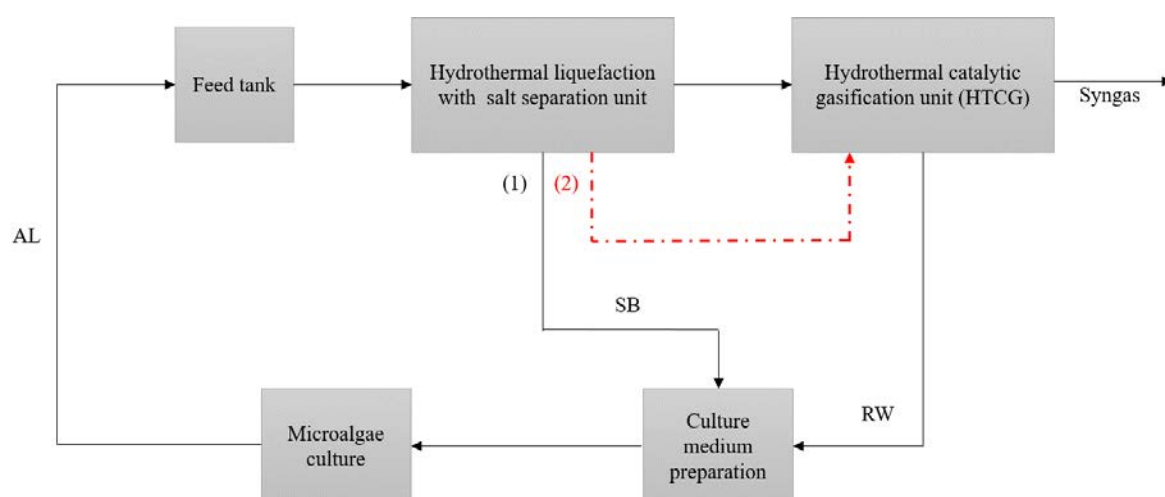 Feed tank
Hydrothermal liquefaction
with salt separation unit
Hydrothermal catalytic
gasification unit (HTCG)
Syngas
(1)
(2)
AL
SB
RW
Microalgae
culture
Culture
medium
preparation